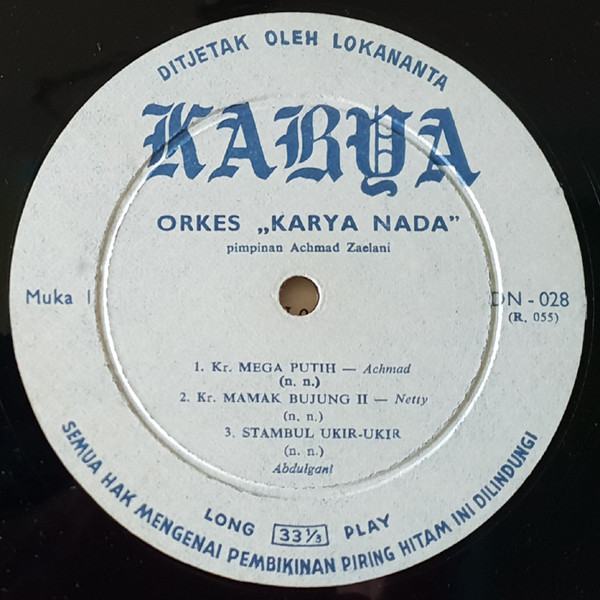 DITJETAK OLEH LOKANANTA
KARYA
ORKES „KARYA NADA”
pimpinan Achmad Zaelani
Muka I
DN - 028
(R. 055)
1. Kr. MEGA PUTIH — Achmad
(n. n.)
2. Kr. MAMAK BUJUNG II — Netty
(n. n.)
3. STAMBUL UKIR-UKIR
(n. n.)
Abdulgani
LONG 33⅓ PLAY
SEMUA HAK MENGENAI PEMBIKINAN PIRING HITAM INI DILINDUNGI